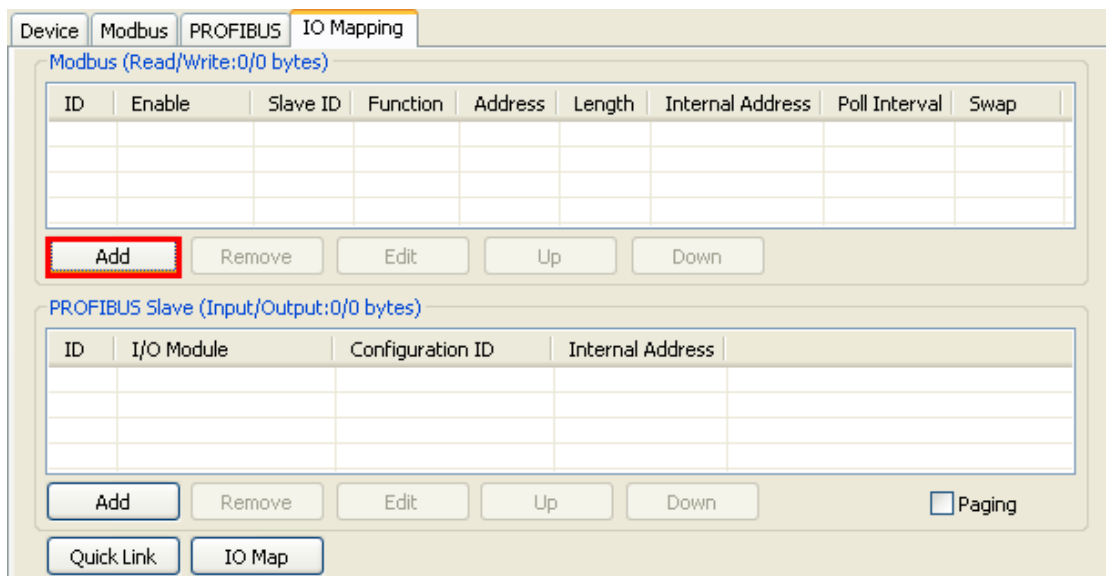 Device Modbus PROFIBUS IO Mapping
Modbus (Read/Write:0/0 bytes)
ID Enable Slave ID Function Address Length Internal Address Poll Interval Swap
Add Remove Edit Up Down
PROFIBUS Slave (Input/Output:0/0 bytes)
ID I/O Module Configuration ID Internal Address
Add Remove Edit Up Down Paging
Quick Link IO Map